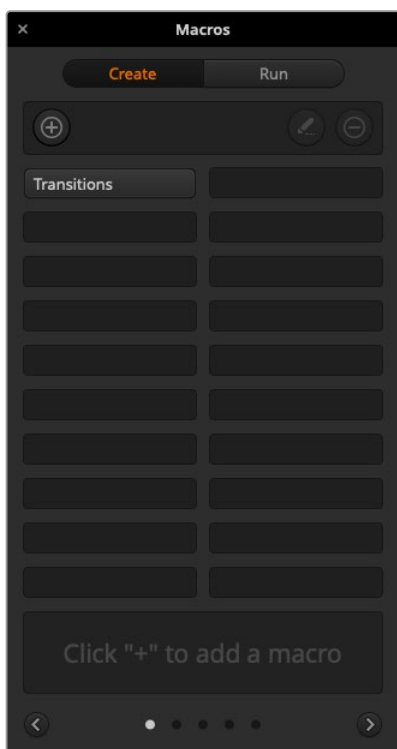 Macros
Create
Run
Transitions
Click "+" to add a macro